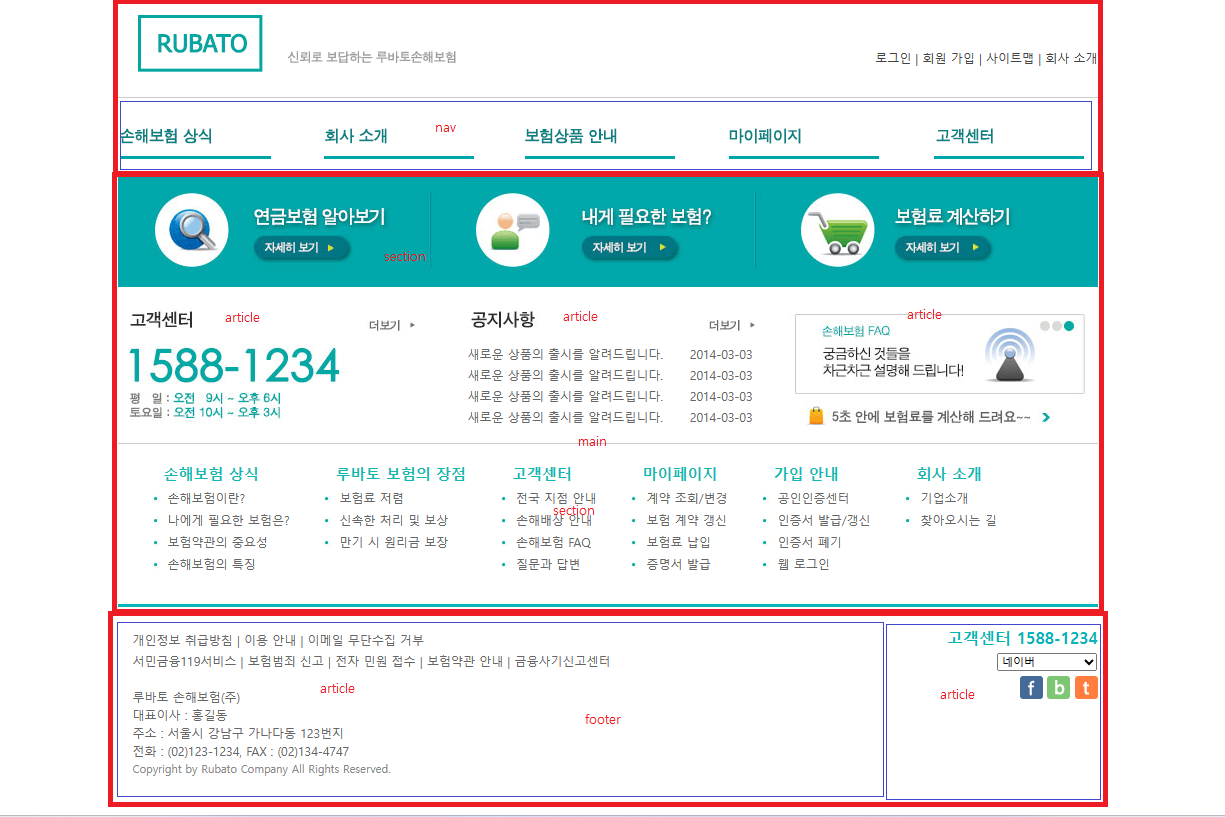 RUBATO
신뢰로 보답하는 루바토손해보험
로그인 | 회원 가입 | 사이트맵 | 회사 소개
손해보험 상식 회사 소개 nav 보험상품 안내 마이페이지 고객센터
연금보험 알아보기
자세히 보기
내게 필요한 보험?
자세히 보기
보험료 계산하기
자세히 보기
section
고객센터 article 더보기
1588-1234
평 일 : 오전 9시 ~ 오후 6시
토요일 : 오전 10시 ~ 오후 3시
공지사항 article 더보기
새로운 상품의 출시를 알려드립니다. 2014-03-03
새로운 상품의 출시를 알려드립니다. 2014-03-03
새로운 상품의 출시를 알려드립니다. 2014-03-03
새로운 상품의 출시를 알려드립니다. 2014-03-03
article
손해보험 FAQ
궁금하신 것들을
차근차근 설명해 드립니다!
5초 안에 보험료를 계산해 드려요~~
main
손해보험 상식
손해보험이란?
나에게 필요한 보험은?
보험약관의 중요성
손해보험의 특징
루바토 보험의 장점
보험료 저렴
신속한 처리 및 보상
만기 시 원리금 보장
고객센터
전국 지점 안내
section
손해배상 안내
손해보험 FAQ
질문과 답변
마이페이지
계약 조회/변경
보험 계약 갱신
보험료 납입
증명서 발급
가입 안내
공인인증센터
인증서 발급/갱신
인증서 폐기
웹 로그인
회사 소개
기업소개
찾아오시는 길
개인정보 취급방침 | 이용 안내 | 이메일 무단수집 거부
서민금융119서비스 | 보험범죄 신고 | 전자 민원 접수 | 보험약관 안내 | 금융사기신고센터
article
루바토 손해보험(주)
대표이사 : 홍길동
주소 : 서울시 강남구 가나다동 123번지
전화 : (02)123-1234, FAX : (02)134-4747
Copyright by Rubato Company All Rights Reserved.
footer
고객센터 1588-1234
네이버
f b t
article